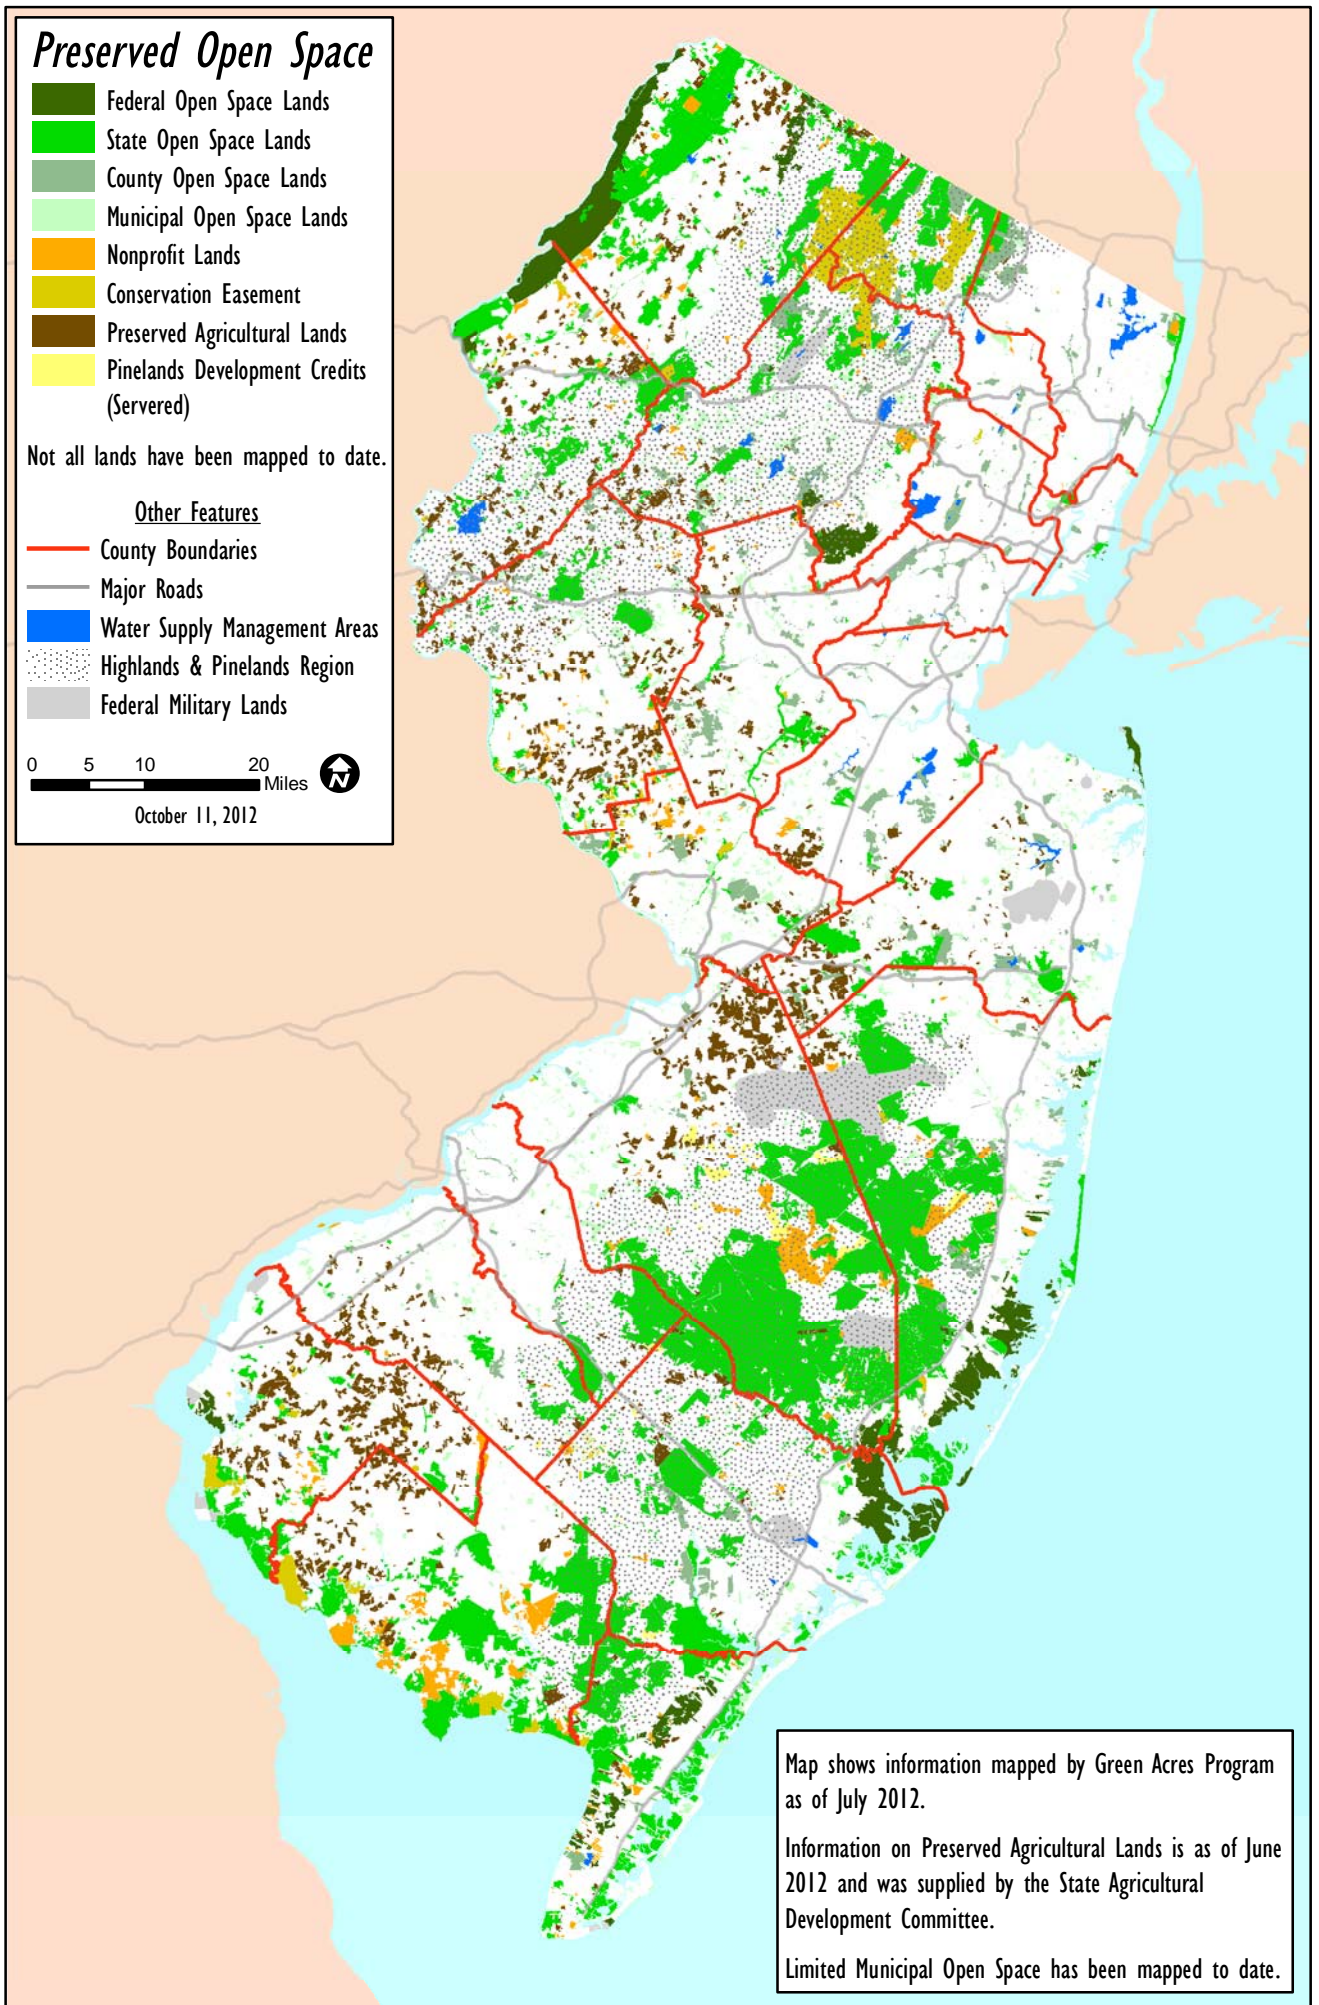 Preserved Open Space
Federal Open Space Lands
State Open Space Lands
County Open Space Lands
Municipal Open Space Lands
Nonprofit Lands
Conservation Easement
Preserved Agricultural Lands
Pinelands Development Credits
(Servered)
Not all lands have been mapped to date.
Other Features
County Boundaries
Major Roads
Water Supply Management Areas
Highlands & Pinelands Region
Federal Military Lands
0 5 10 20
Miles
N
October 11, 2012
Map shows information mapped by Green Acres Program
as of July 2012.
Information on Preserved Agricultural Lands is as of June
2012 and was supplied by the State Agricultural
Development Committee.
Limited Municipal Open Space has been mapped to date.